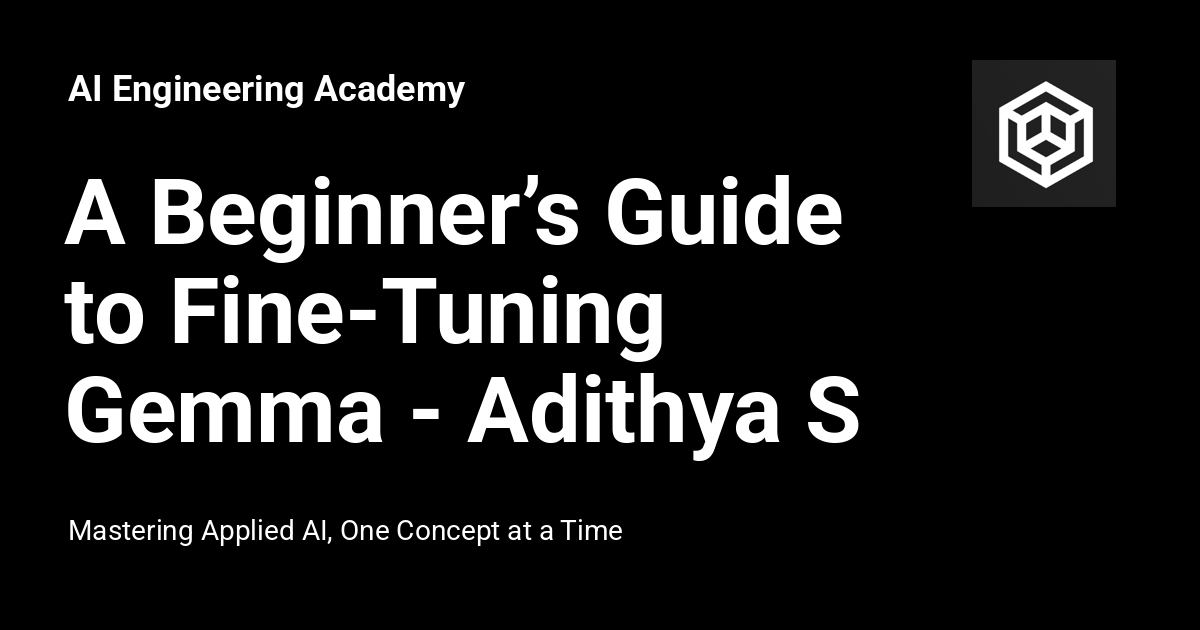 AI Engineering Academy
A Beginner’s Guide
to Fine-Tuning
Gemma - Adithya S
Mastering Applied AI, One Concept at a Time